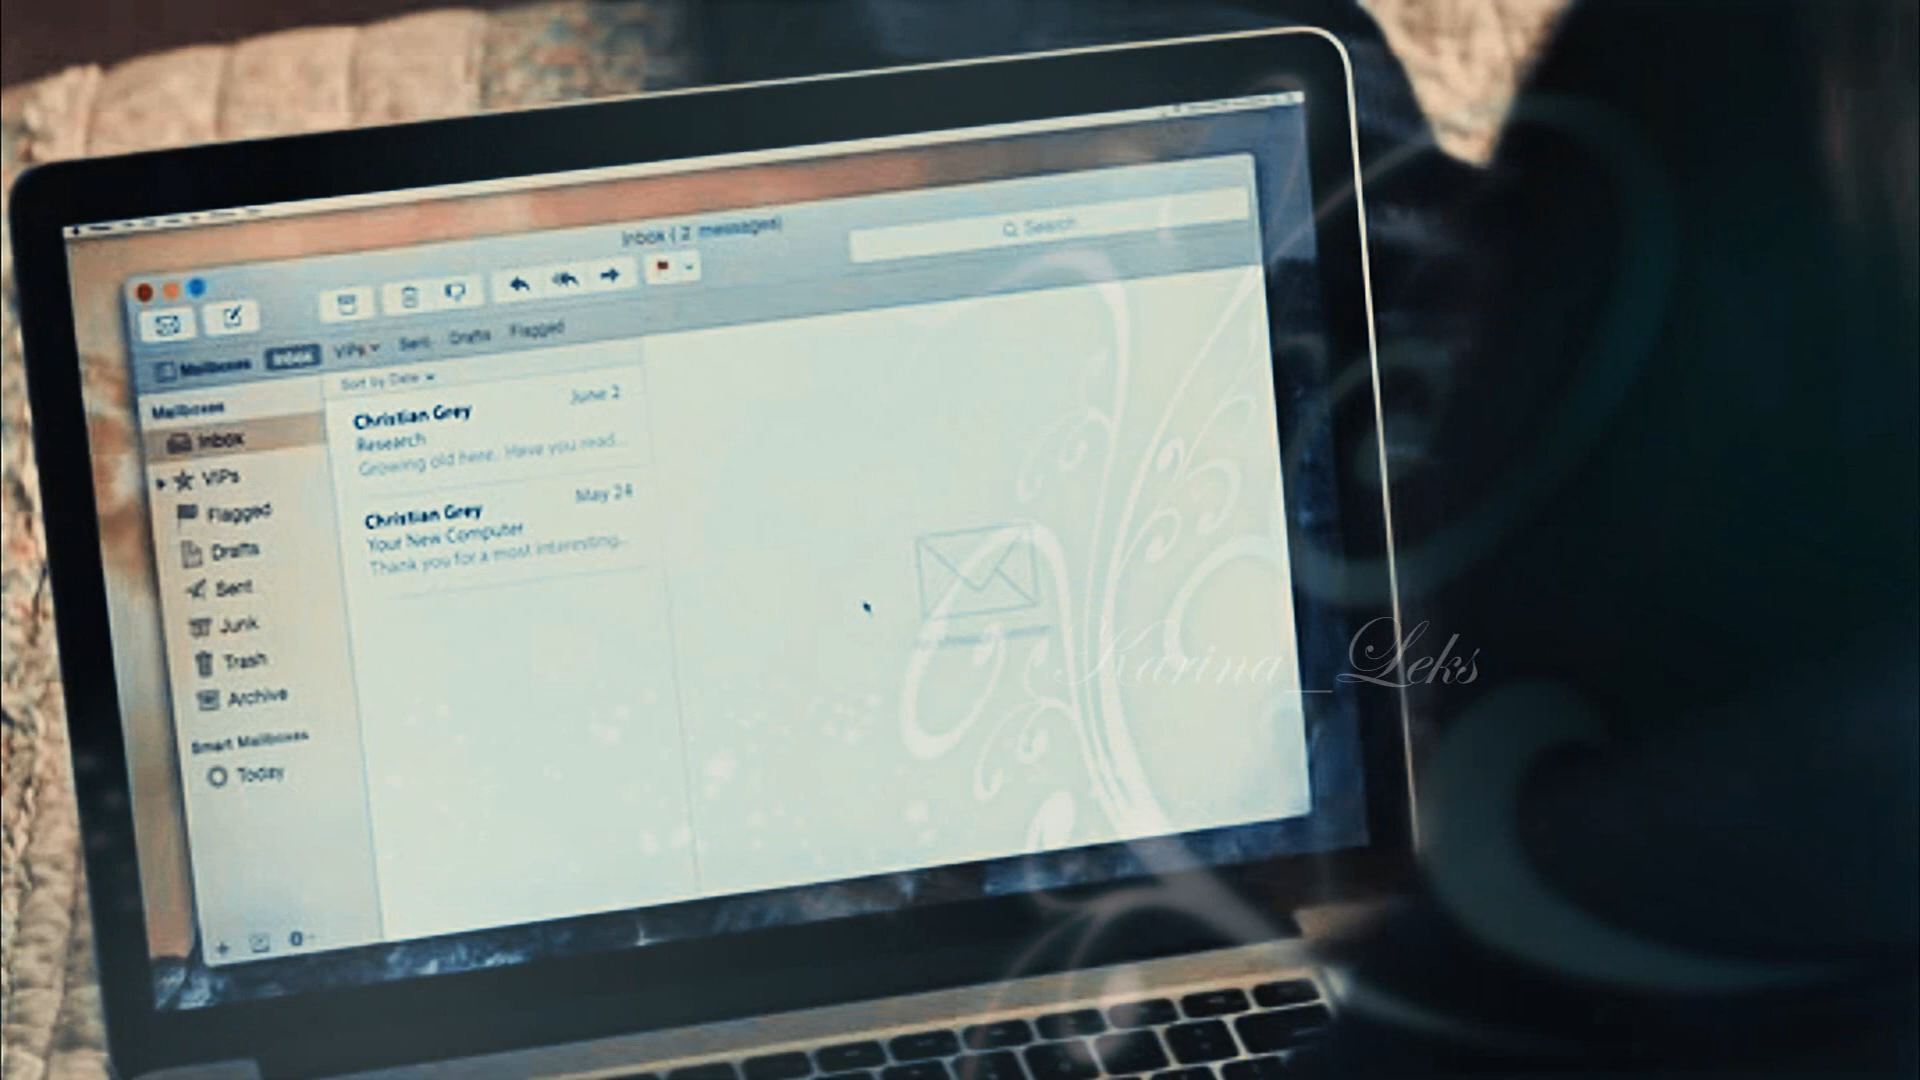 Inbox ( 2 messages)
Search
Mailboxes Inbox VIPs Sent Drafts Flagged
Sort by Date
Mailboxes
Inbox
VIPs
Flagged
Drafts
Sent
Junk
Trash
Archive
Smart Mailboxes
Today
Christian Grey June 2
Research
Growing old here. Have you read...
Christian Grey May 24
Your New Computer
Thank you for a most interesting...
Karina_Leks